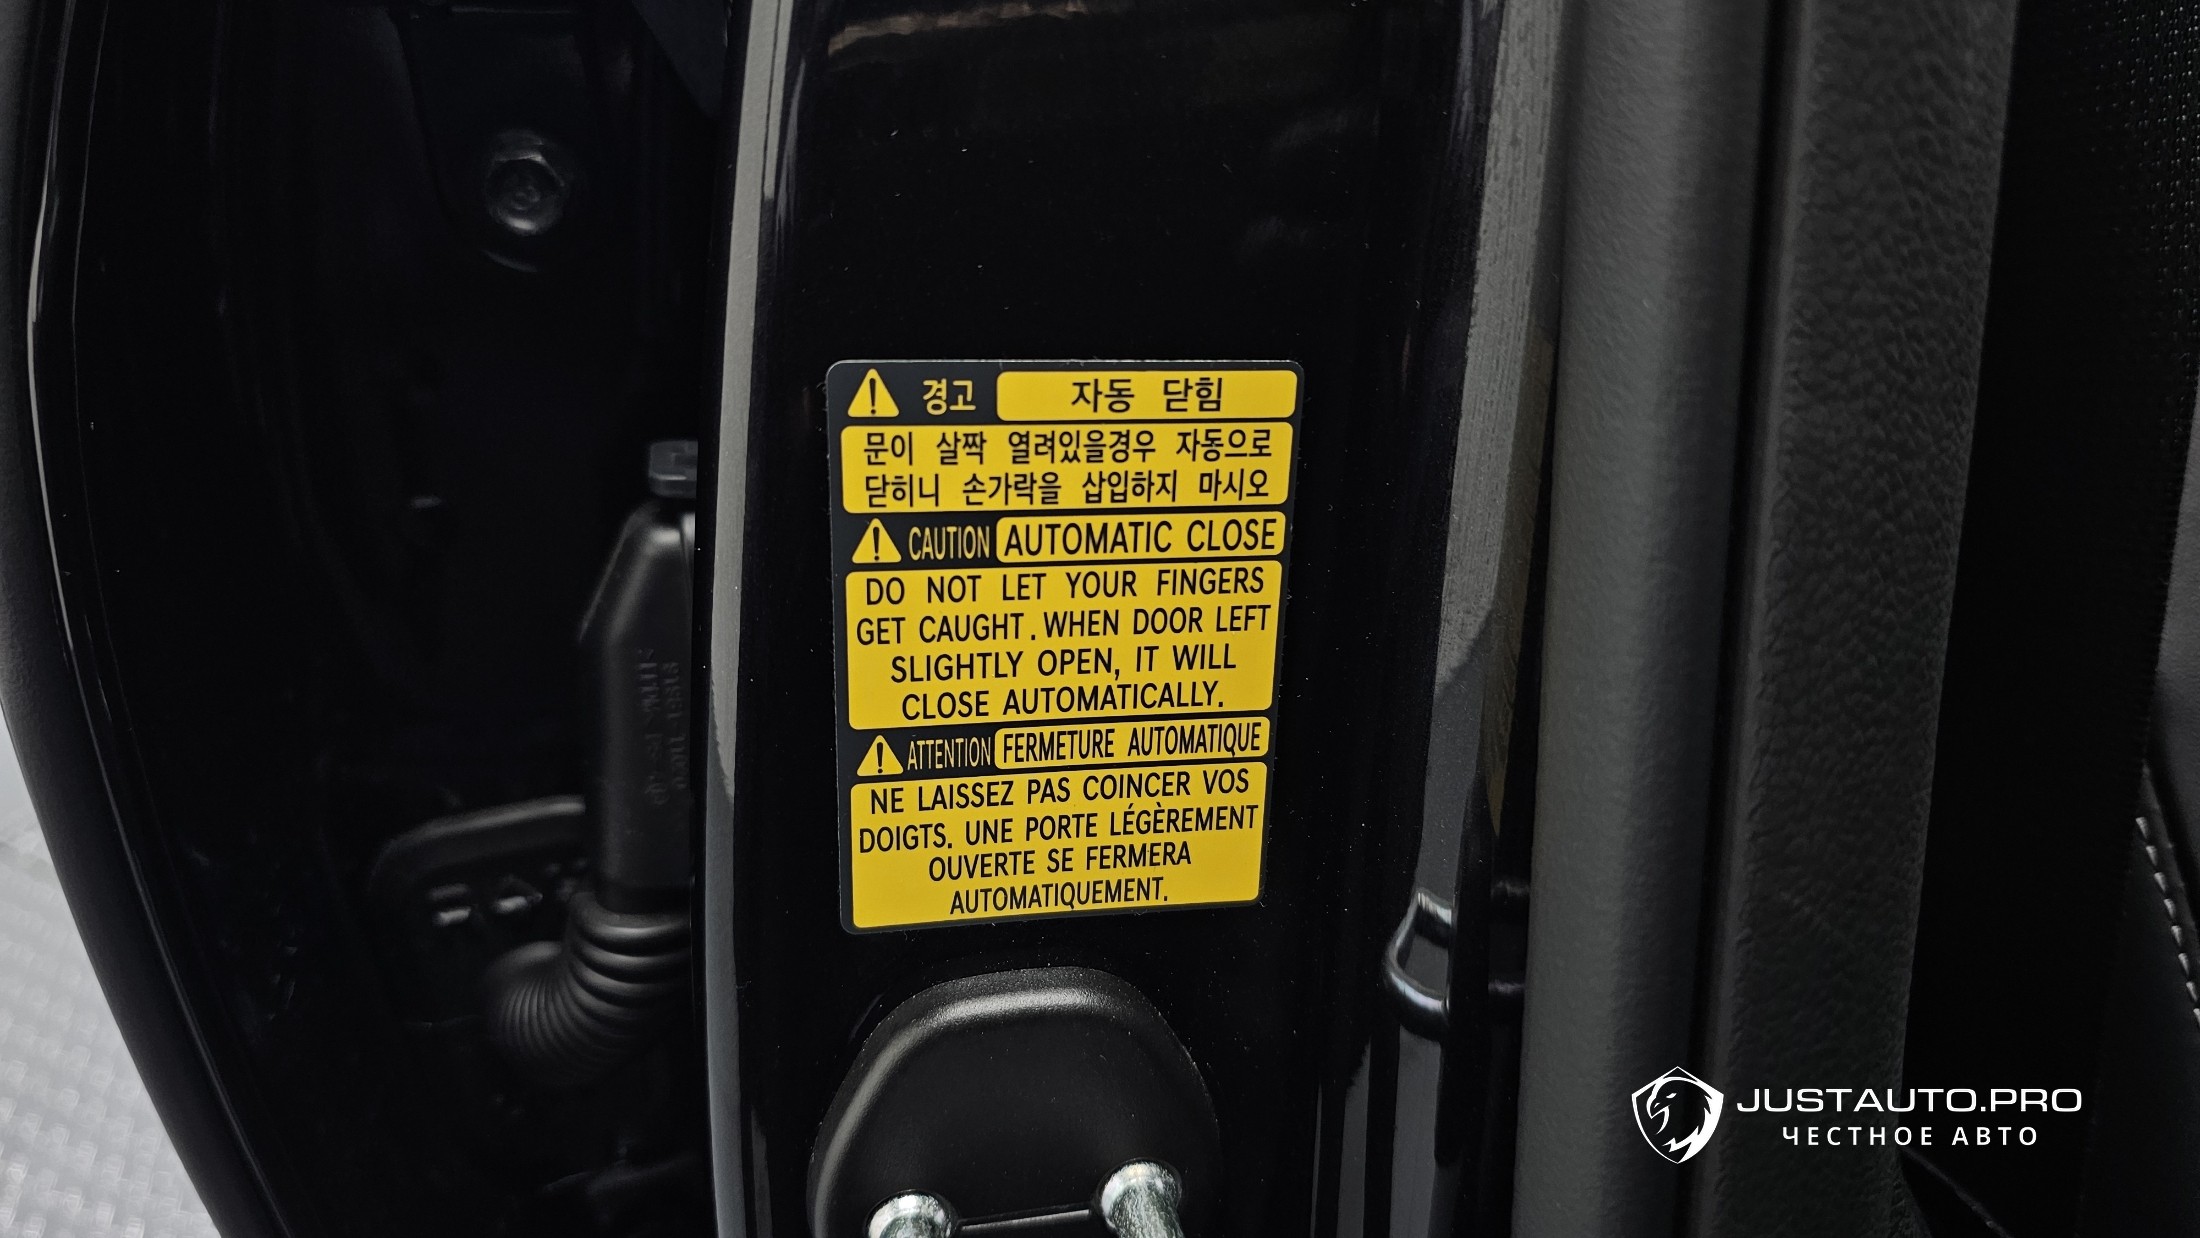 경고 자동 닫힘
문이 살짝 열려있을경우 자동으로
닫히니 손가락을 삽입하지 마시오
CAUTION AUTOMATIC CLOSE
DO NOT LET YOUR FINGERS
GET CAUGHT. WHEN DOOR LEFT
SLIGHTLY OPEN, IT WILL
CLOSE AUTOMATICALLY.
ATTENTION FERMETURE AUTOMATIQUE
NE LAISSEZ PAS COINCER VOS
DOIGTS. UNE PORTE LÉGÈREMENT
OUVERTE SE FERMERA
AUTOMATIQUEMENT.
JUSTAUTO.PRO
ЧЕСТНОЕ АВТО